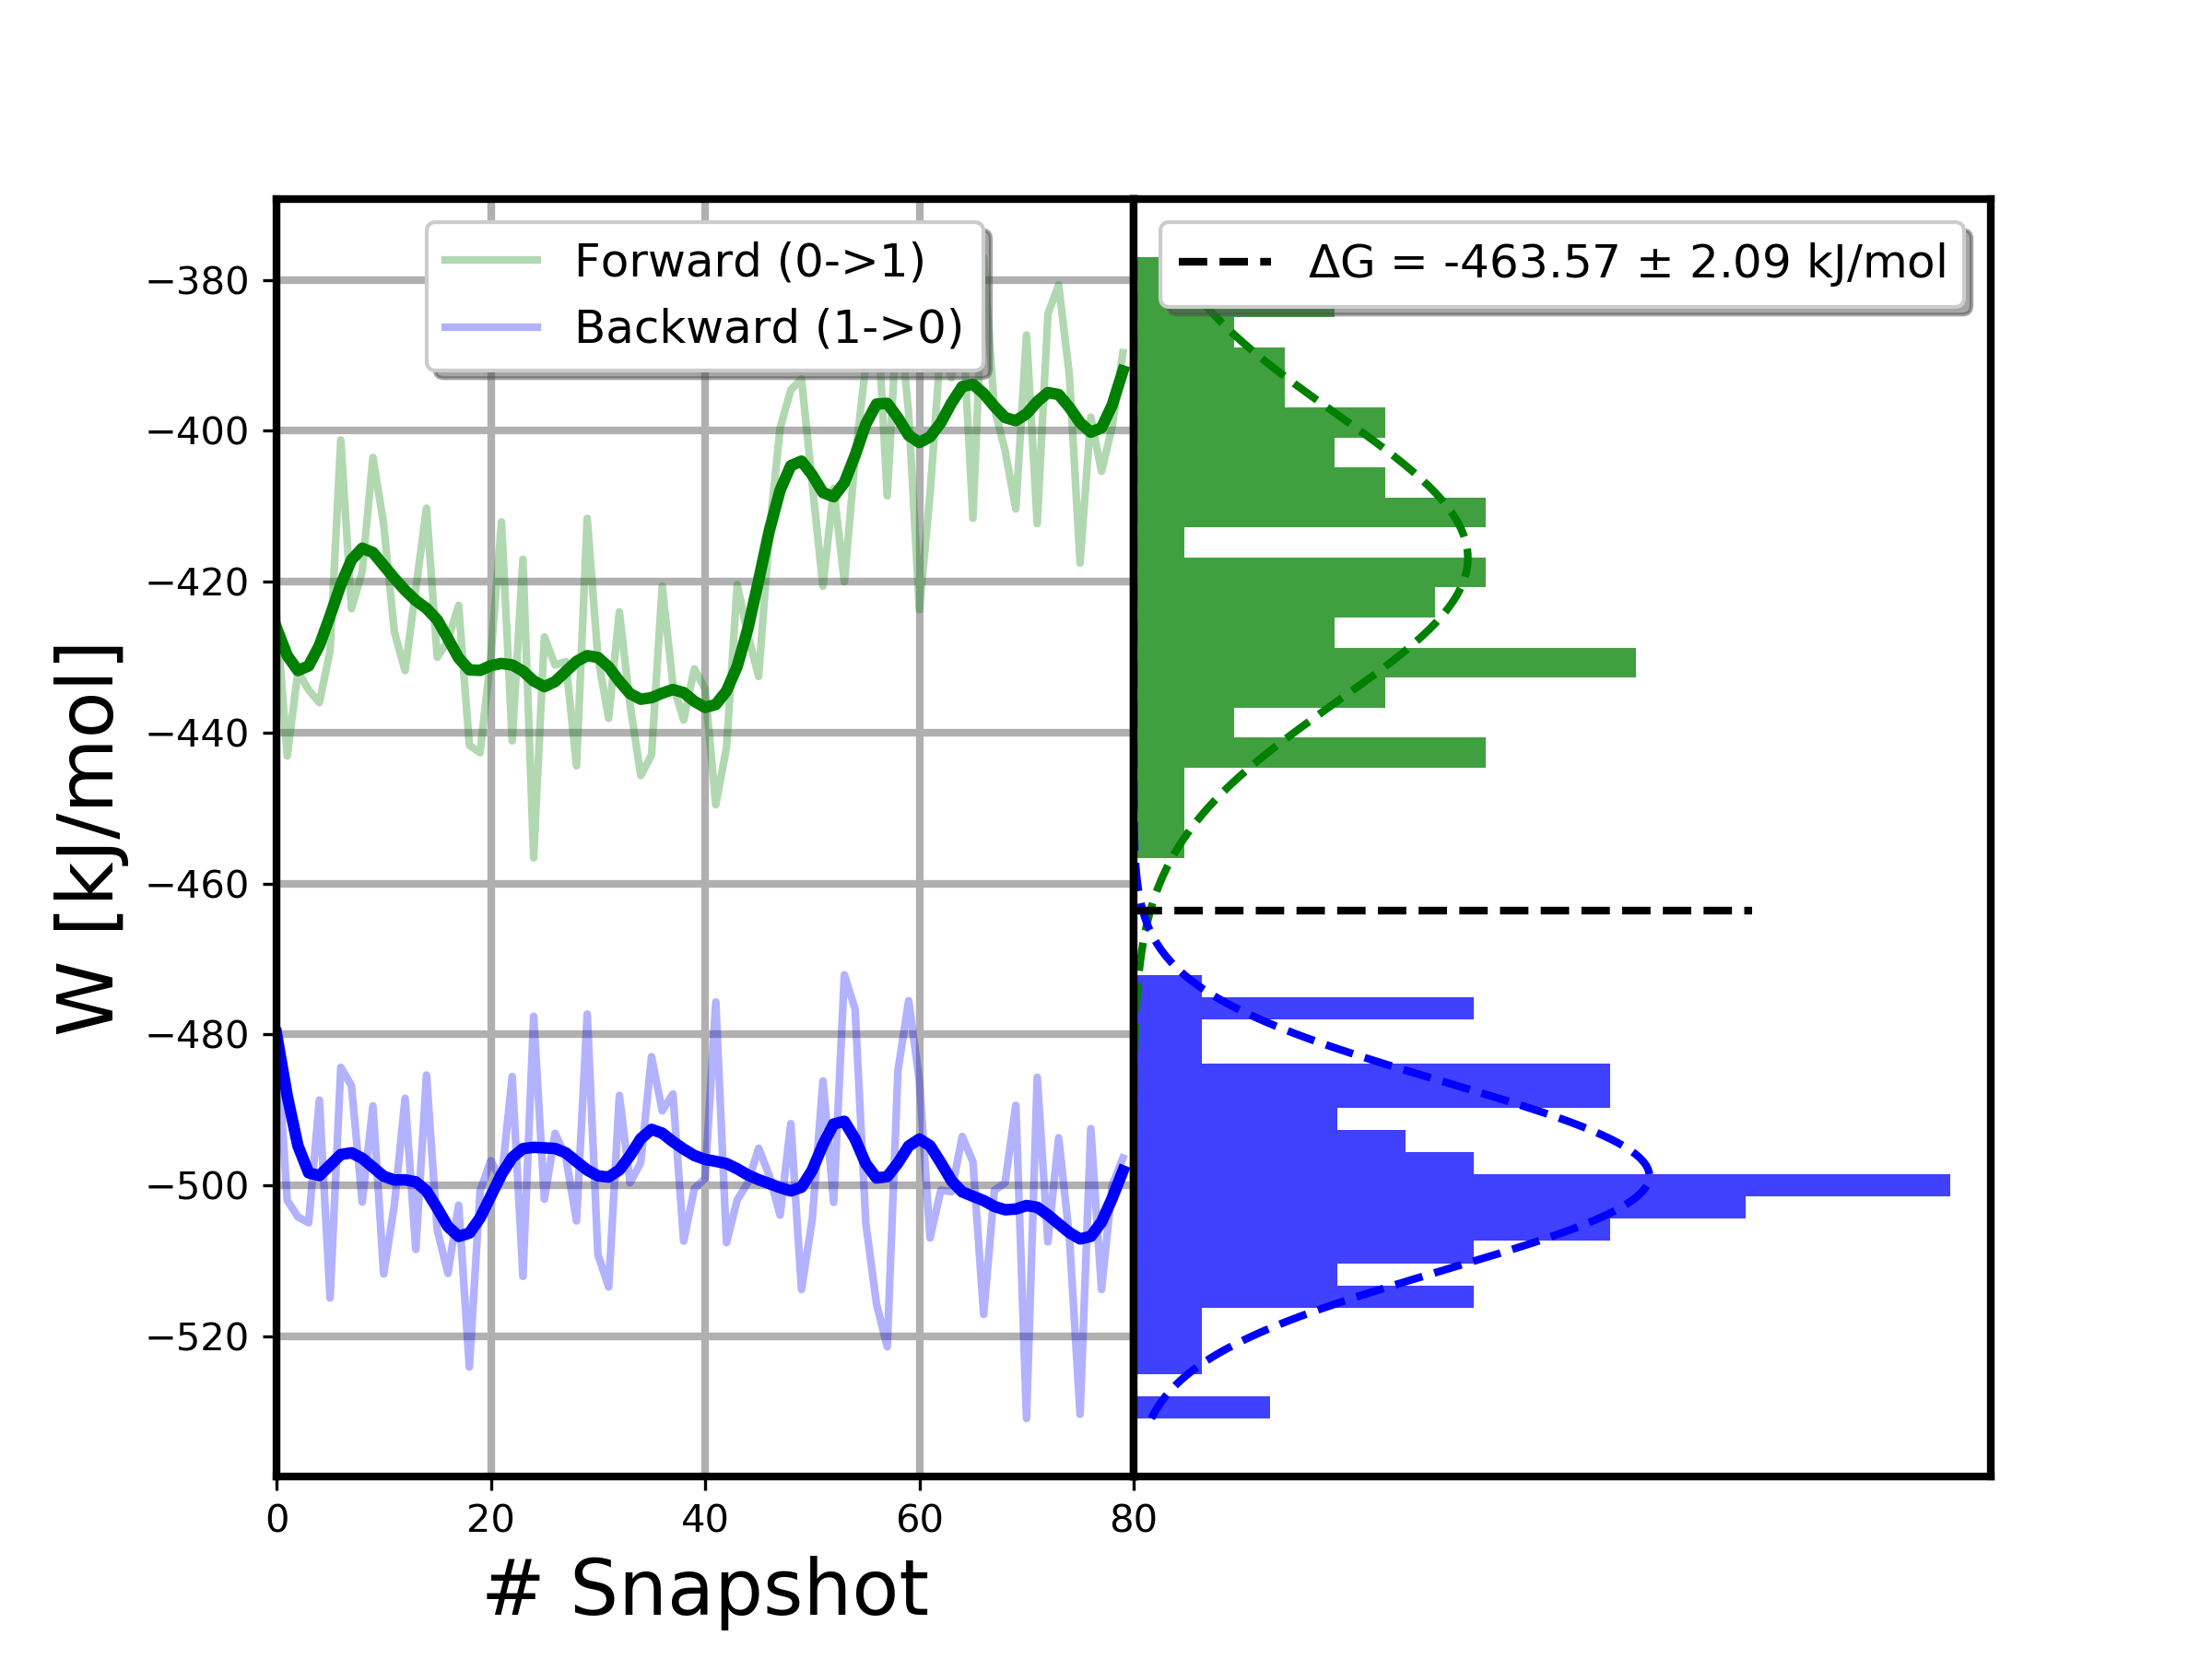 Forward (0->1)
Backward (1->0)
ΔG = -463.57 ± 2.09 kJ/mol
−380
−400
−420
−440
−460
−480
−500
−520
W [kJ/mol]
0 20 40 60 80
# Snapshot